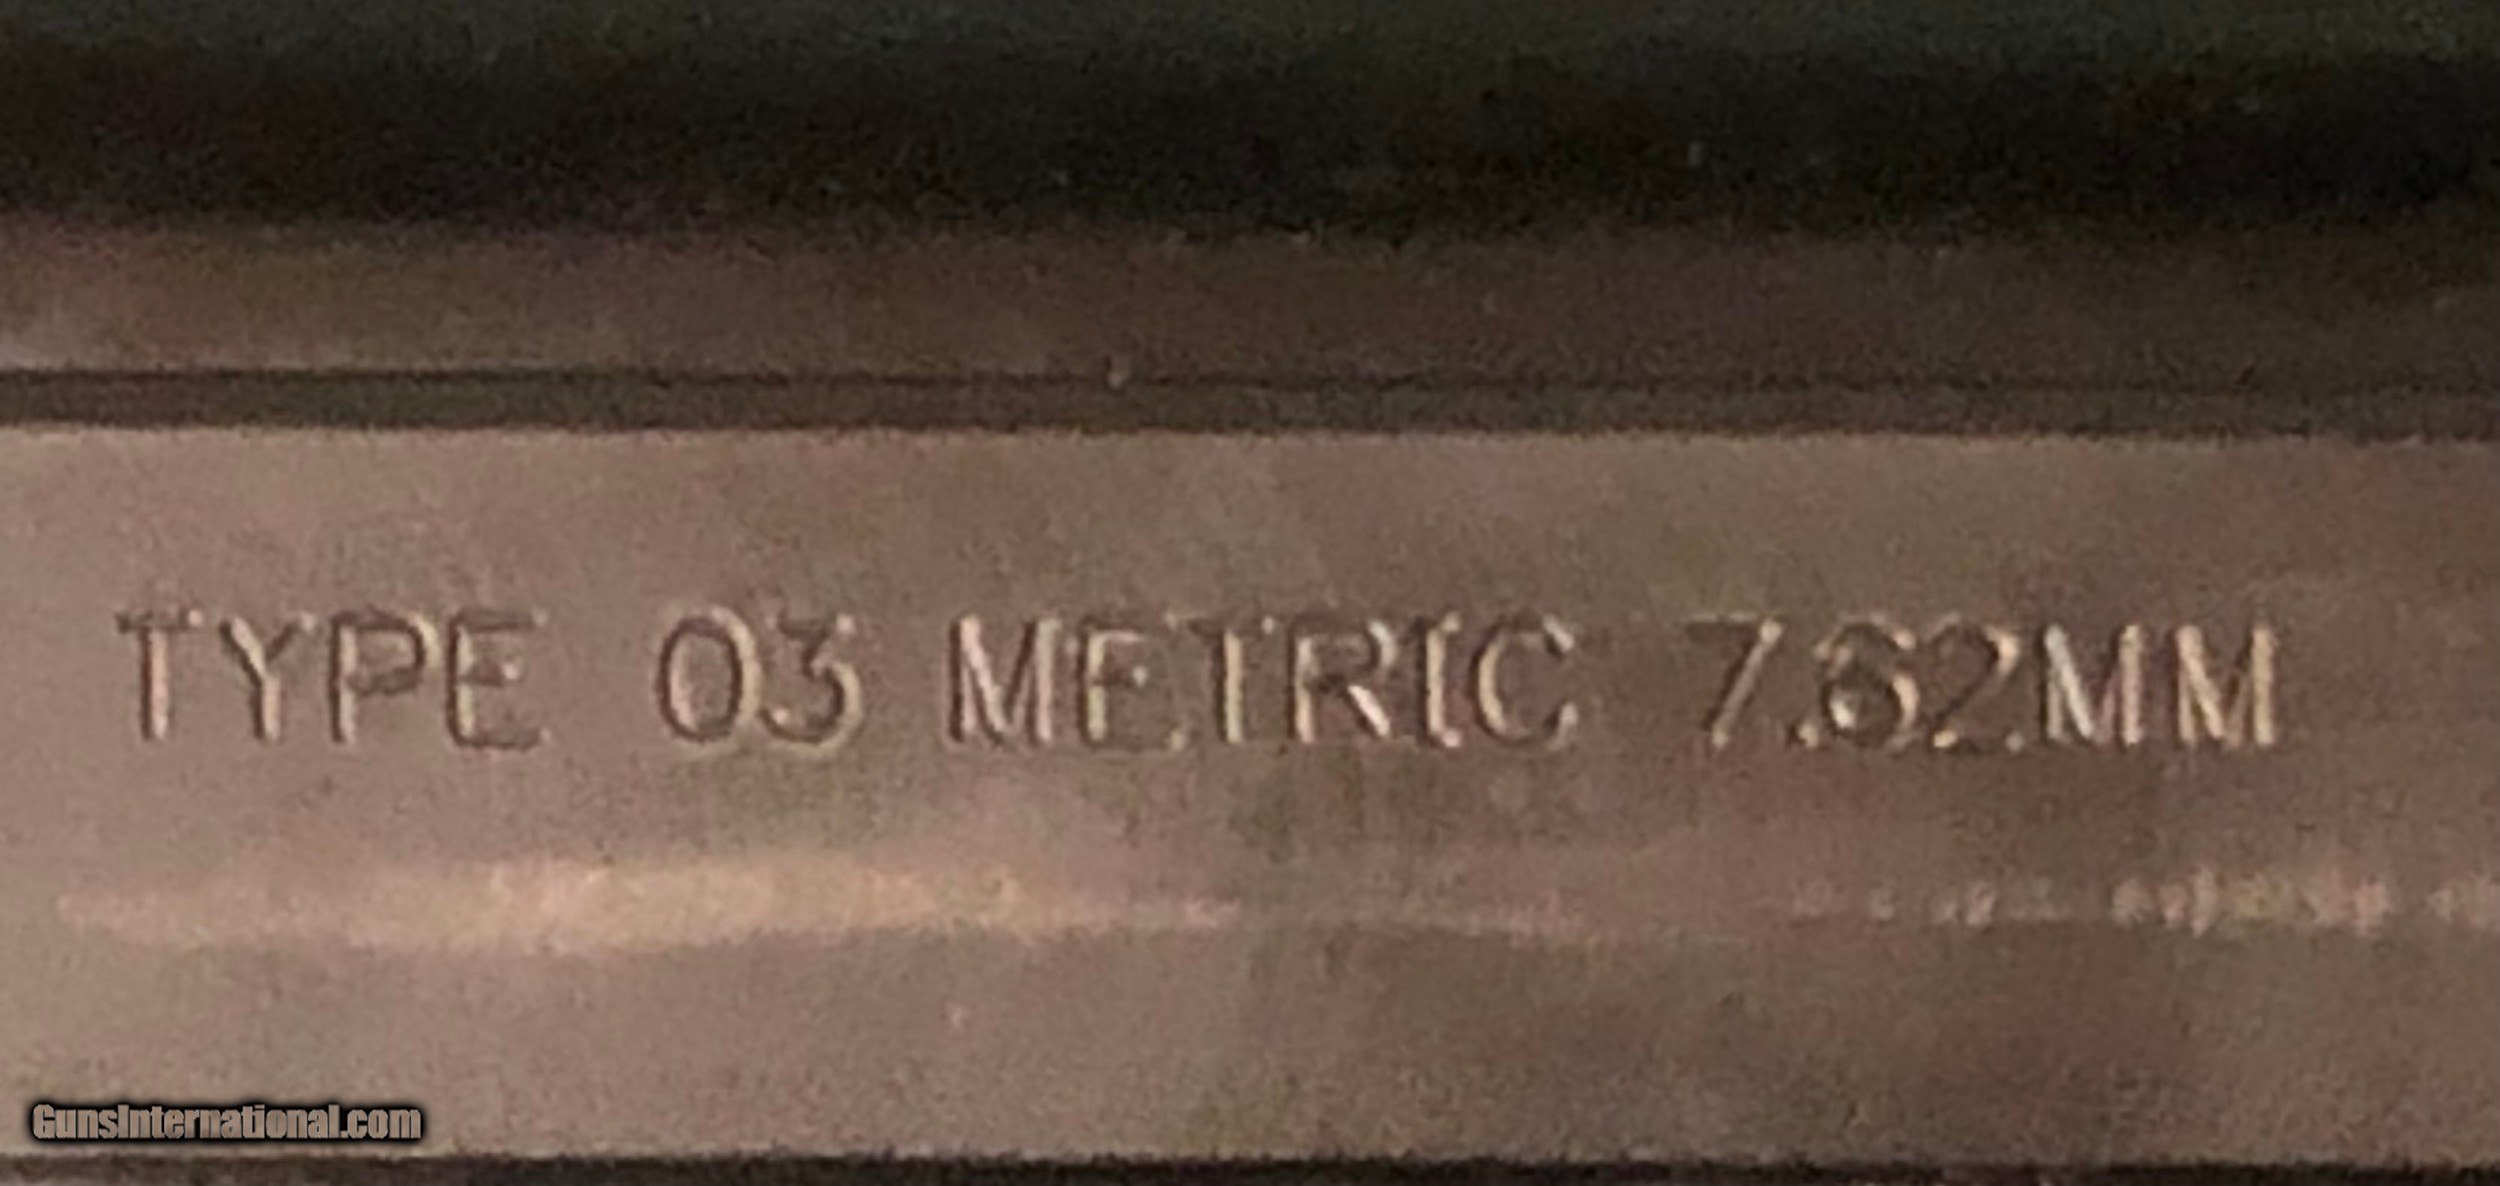 TYPE 03 METRIC 7.62MM
GunsInternational.com